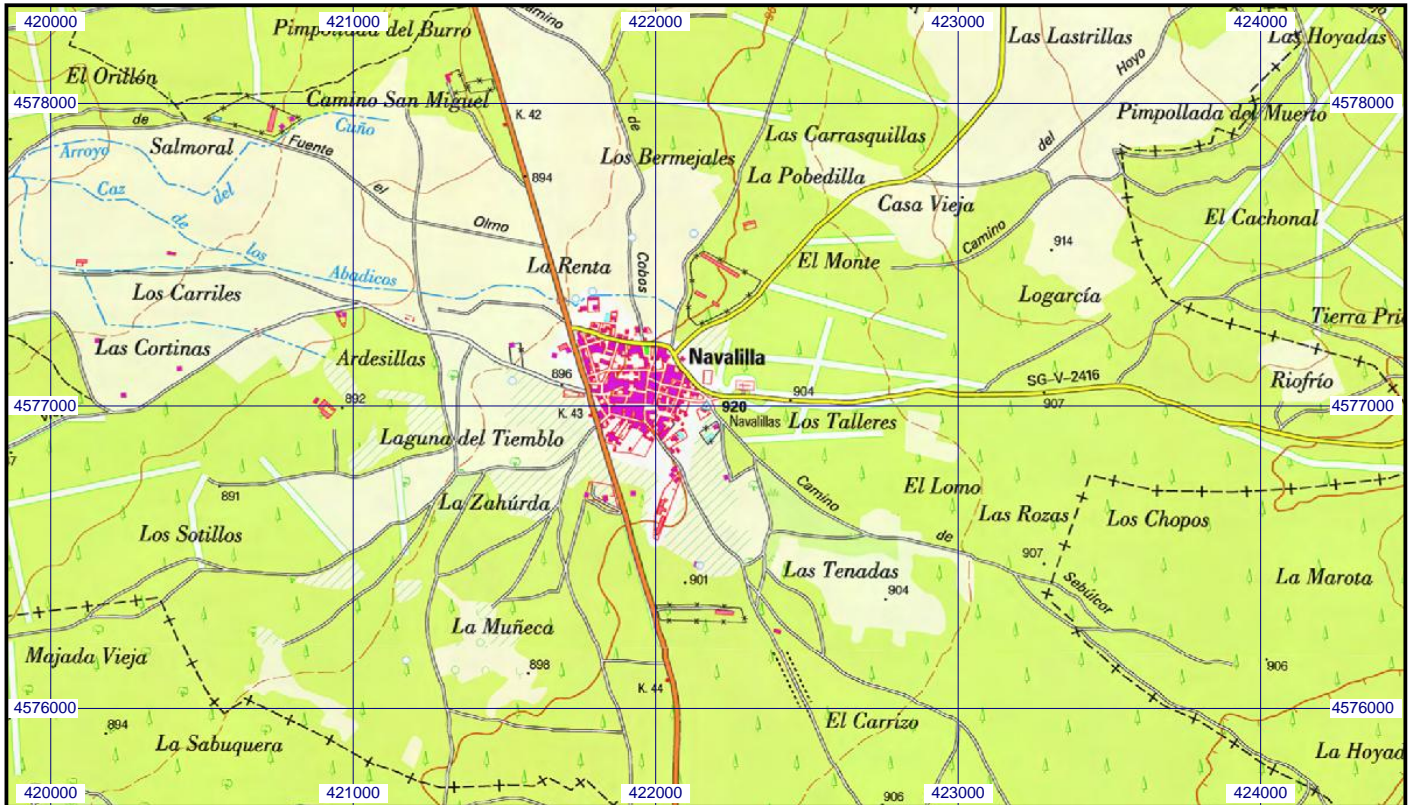 420000
421000
422000
423000
424000
Camino
Pimpollada del Burro
Las Lastrillas
Las Hoyadas
El Orillón
Hoyo
Camino San Miguel
4578000
4578000
de
Cuño
K. 42
de
Pimpollada del Muerto
Arroyo
Salmoral
Fuente
Los Bermejales
Las Carrasquillas
del
Caz
del
el
894
La Pobedilla
Casa Vieja
El Cachonal
de
Olmo
Camino
914
los
La Renta
Cobos
El Monte
Abadicos
Los Carriles
Logarcía
Tierra Pri
Las Cortinas
Ardesillas
Navalilla
896
904
SG-V-2416
Riofrío
892
4577000
K. 43
920
907
4577000
Laguna del Tiemblo
Navalillas
Los Talleres
891
La Zahúrda
Camino
El Lomo
Las Rozas
Los Chopos
Los Sotillos
de
907
901
Las Tenadas
904
Sabúlcor
La Marota
La Muñeca
Majada Vieja
898
906
K. 44
4576000
4576000
894
La Sabuquera
El Carrizo
La Hoyad
420000
421000
422000
423000
424000
906